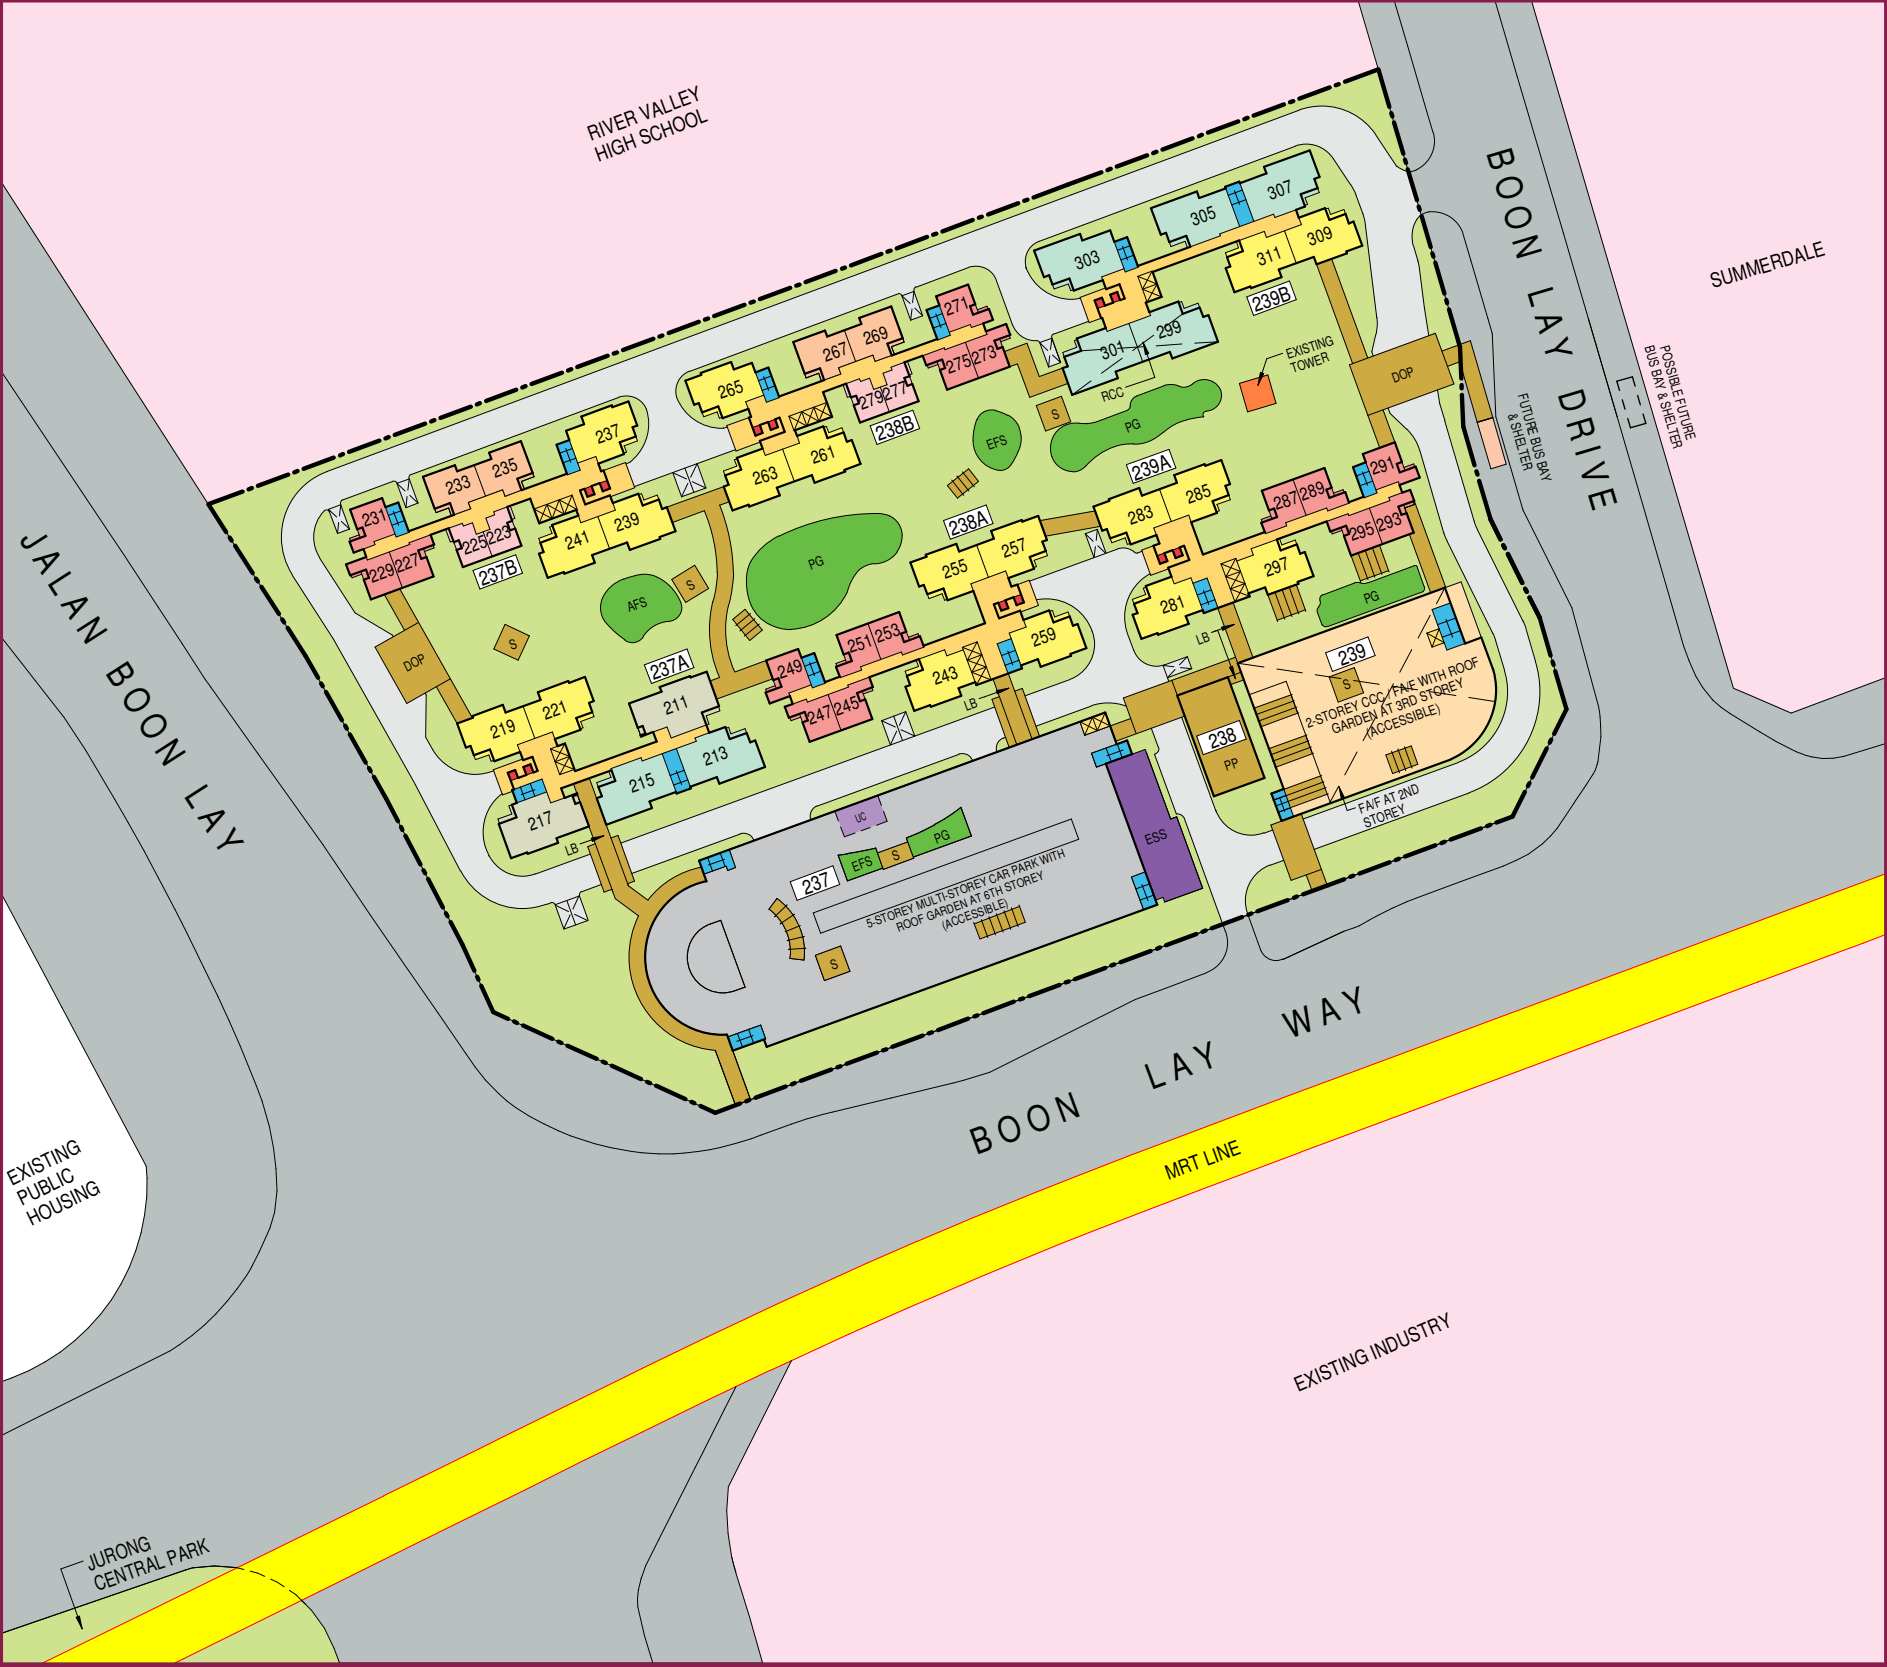 RIVER VALLEY
HIGH SCHOOL
BOON LAY DRIVE
SUMMERDALE
POSSIBLE FUTURE
BUS BAY & SHELTER
FUTURE BUS BAY
& SHELTER
307
305
309
303
311
239B
299
301
RCC
EXISTING
TOWER
DOP
271
269
267
275
273
279
277
238B
265
261
263
S
PG
EFS
237
235
233
231
239
241
225
223
229
227
237B
239A
285
283
287
289
291
295
293
297
281
PG
LB
238A
257
255
259
PG
AFS
S
S
DOP
251
253
249
243
247
245
LB
237A
211
221
219
213
215
217
LB
239
S
2-STOREY CCC / FA/F WITH ROOF
GARDEN AT 3RD STOREY
(ACCESSIBLE)
238
PP
FA/F AT 2ND
STOREY
UC
EFS
S
PG
ESS
237
5-STOREY MULTI-STOREY CAR PARK WITH
ROOF GARDEN AT 6TH STOREY
(ACCESSIBLE)
S
JALAN BOON LAY
BOON LAY WAY
MRT LINE
EXISTING
PUBLIC
HOUSING
EXISTING INDUSTRY
JURONG
CENTRAL PARK